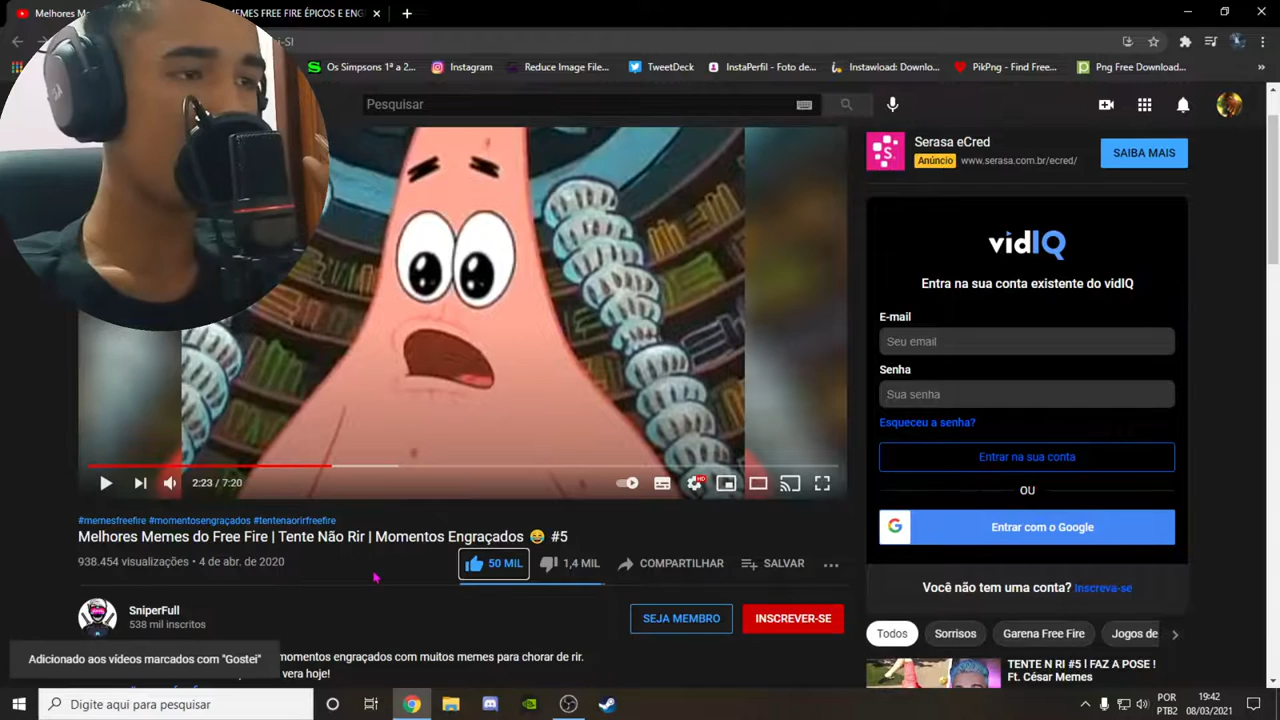 Melhores M
MEMES FREE FIRE ÉPICOS E ENG
Os Simpsons 1ª a 2...
Instagram
Reduce Image File...
TweetDeck
InstaPerfil - Foto de...
Instawload: Downlo...
PikPng - Find Free...
Png Free Download...
»
Pesquisar
Serasa eCred
Anúncio www.serasa.com.br/ecred/
SAIBA MAIS
vidIQ
Entra na sua conta existente do vidIQ
E-mail
Seu email
Senha
Sua senha
Esqueceu a senha?
Entrar na sua conta
OU
Entrar com o Google
Você não tem uma conta? Inscreva-se
2:23 / 7:20
HD
#memesfreefire #momentosengraçados #tentenaorirfreefire
Melhores Memes do Free Fire | Tente Não Rir | Momentos Engraçados 😂 #5
938.454 visualizações • 4 de abr. de 2020
50 MIL
1,4 MIL
COMPARTILHAR
SALVAR
SniperFull
538 mil inscritos
SEJA MEMBRO
INSCREVER-SE
Todos
Sorrisos
Garena Free Fire
Jogos de
Adicionado aos vídeos marcados com "Gostei"
momentos engraçados com muitos memes para chorar de rir.
vera hoje!
TENTE N RI #5 | FAZ A POSE !
Ft. César Memes
Digite aqui para pesquisar
POR
PTB2
19:42
08/03/2021